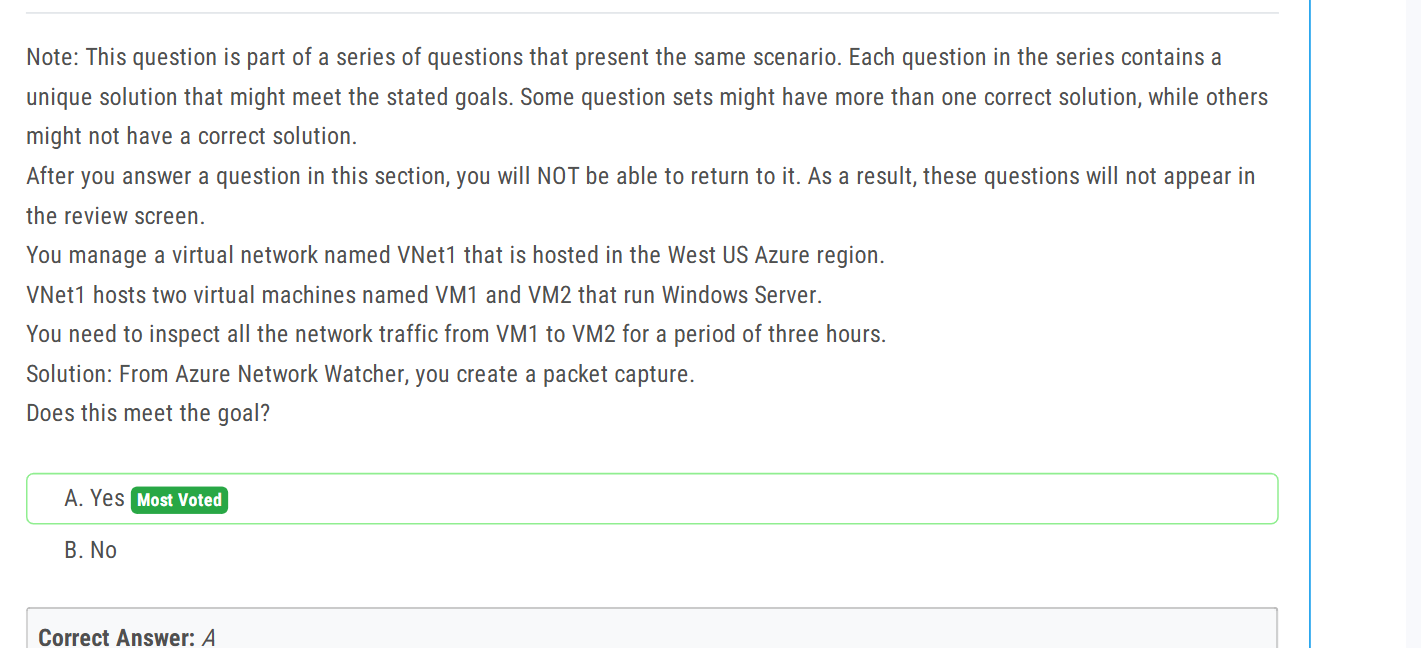 Note: This question is part of a series of questions that present the same scenario. Each question in the series contains a
unique solution that might meet the stated goals. Some question sets might have more than one correct solution, while others
might not have a correct solution.
After you answer a question in this section, you will NOT be able to return to it. As a result, these questions will not appear in
the review screen.
You manage a virtual network named VNet1 that is hosted in the West US Azure region.
VNet1 hosts two virtual machines named VM1 and VM2 that run Windows Server.
You need to inspect all the network traffic from VM1 to VM2 for a period of three hours.
Solution: From Azure Network Watcher, you create a packet capture.
Does this meet the goal?
A. Yes Most Voted
B. No
Correct Answer: A